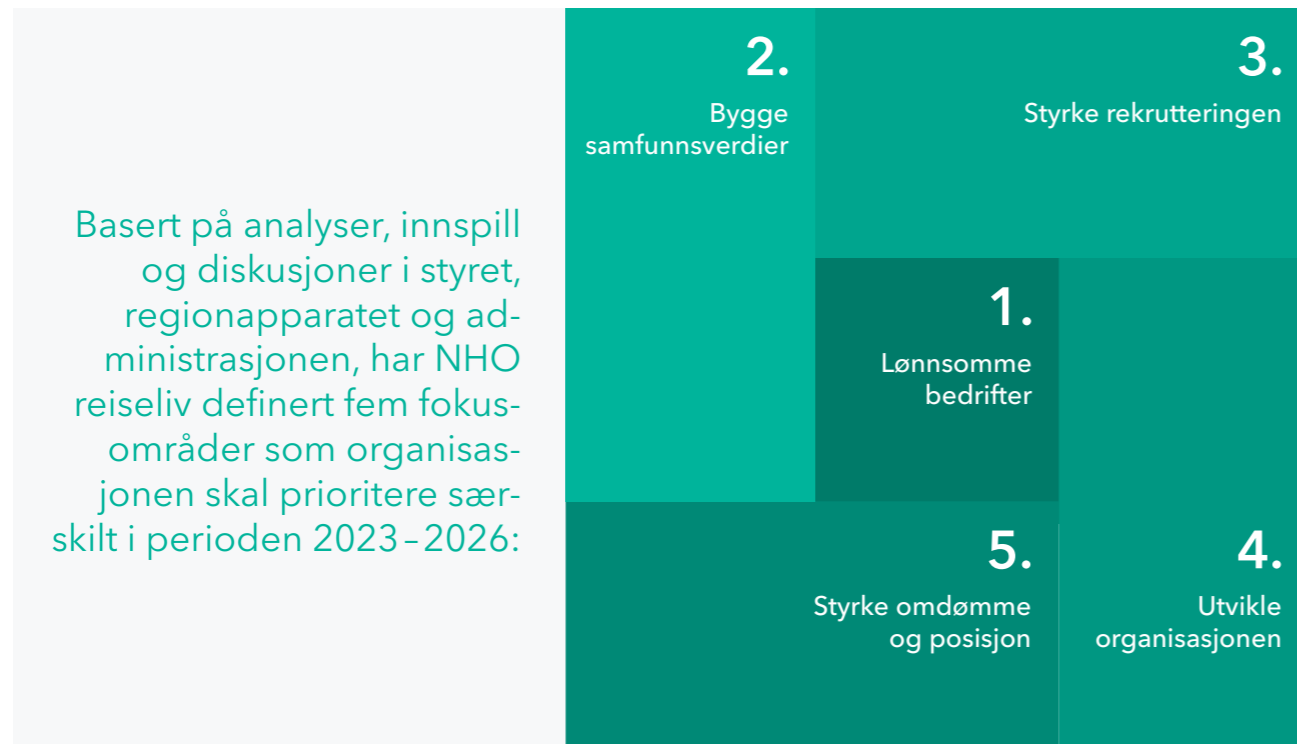 Basert på analyser, innspill
og diskusjoner i styret,
regionapparatet og ad-
ministrasjonen, har NHO
reiseliv definert fem fokus-
områder som organisas-
jonen skal prioritere sær-
skilt i perioden 2023–2026:
2.
Bygge
samfunnsverdier
3.
Styrke rekrutteringen
1.
Lønnsomme
bedrifter
5.
Styrke omdømme
og posisjon
4.
Utvikle
organisasjonen